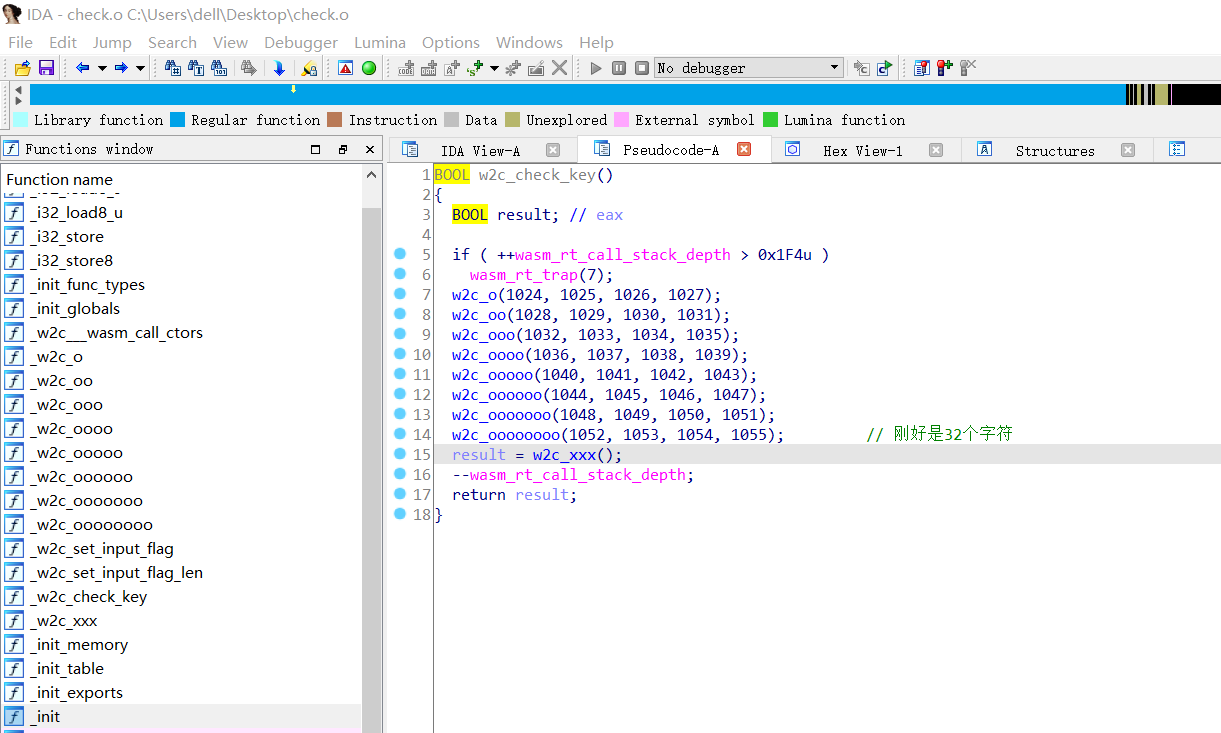 IDA - check.o C:\Users\dell\Desktop\check.o
File Edit Jump Search View Debugger Lumina Options Windows Help
No debugger
Library function Regular function Instruction Data Unexplored External symbol Lumina function
Functions window
Function name
_i32_load8_u
_i32_store
_i32_store8
_init_func_types
_init_globals
_w2c___wasm_call_ctors
_w2c_o
_w2c_oo
_w2c_ooo
_w2c_oooo
_w2c_ooooo
_w2c_oooooo
_w2c_ooooooo
_w2c_oooooooo
_w2c_set_input_flag
_w2c_set_input_flag_len
_w2c_check_key
_w2c_xxx
_init_memory
_init_table
_init_exports
_init
IDA View-A Pseudocode-A Hex View-1 Structures
1 BOOL w2c_check_key()
2 {
3 BOOL result; // eax
4
5 if ( ++wasm_rt_call_stack_depth > 0x1F4u )
6 wasm_rt_trap(7);
7 w2c_o(1024, 1025, 1026, 1027);
8 w2c_oo(1028, 1029, 1030, 1031);
9 w2c_ooo(1032, 1033, 1034, 1035);
10 w2c_oooo(1036, 1037, 1038, 1039);
11 w2c_ooooo(1040, 1041, 1042, 1043);
12 w2c_oooooo(1044, 1045, 1046, 1047);
13 w2c_ooooooo(1048, 1049, 1050, 1051);
14 w2c_oooooooo(1052, 1053, 1054, 1055); // 刚好是32个字符
15 result = w2c_xxx();
16 --wasm_rt_call_stack_depth;
17 return result;
18 }